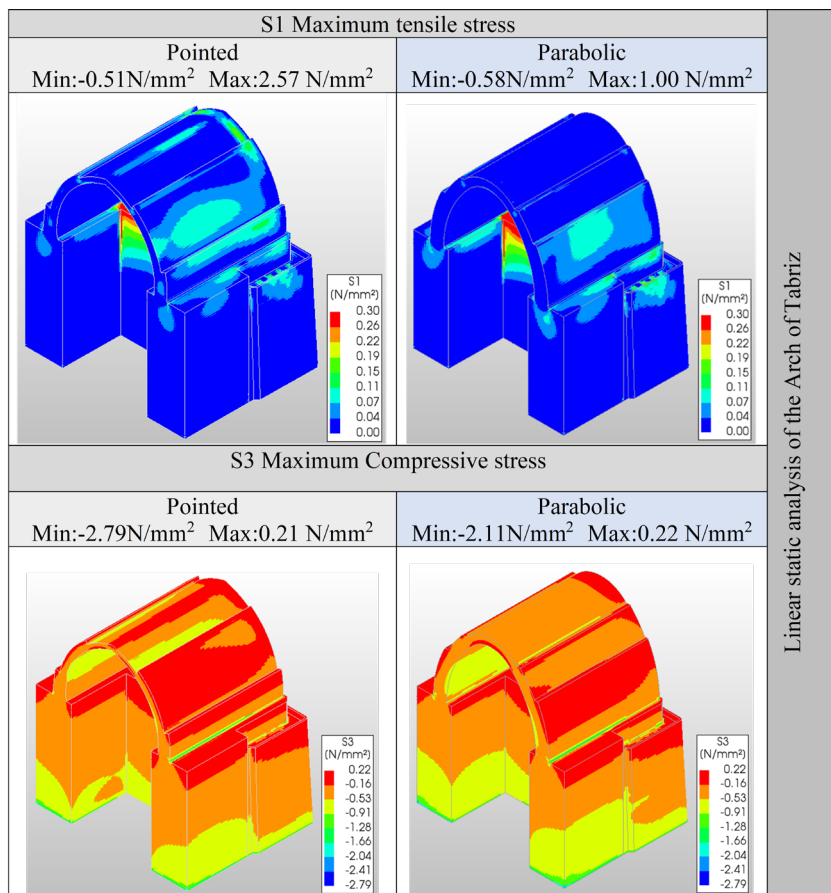 S1 Maximum tensile stress
Pointed
Min:-0.51N/mm² Max:2.57 N/mm²
Parabolic
Min:-0.58N/mm² Max:1.00 N/mm²
S1
(N/mm²)
0.30
0.26
0.22
0.19
0.15
0.11
0.07
0.04
0.00
S1
(N/mm²)
0.30
0.26
0.22
0.19
0.15
0.11
0.07
0.04
0.00
S3 Maximum Compressive stress
Pointed
Min:-2.79N/mm² Max:0.21 N/mm²
Parabolic
Min:-2.11N/mm² Max:0.22 N/mm²
S3
(N/mm²)
0.22
-0.16
-0.53
-0.91
-1.28
-1.66
-2.04
-2.41
-2.79
S3
(N/mm²)
0.22
-0.16
-0.53
-0.91
-1.28
-1.66
-2.04
-2.41
-2.79
Linear static analysis of the Arch of Tabriz